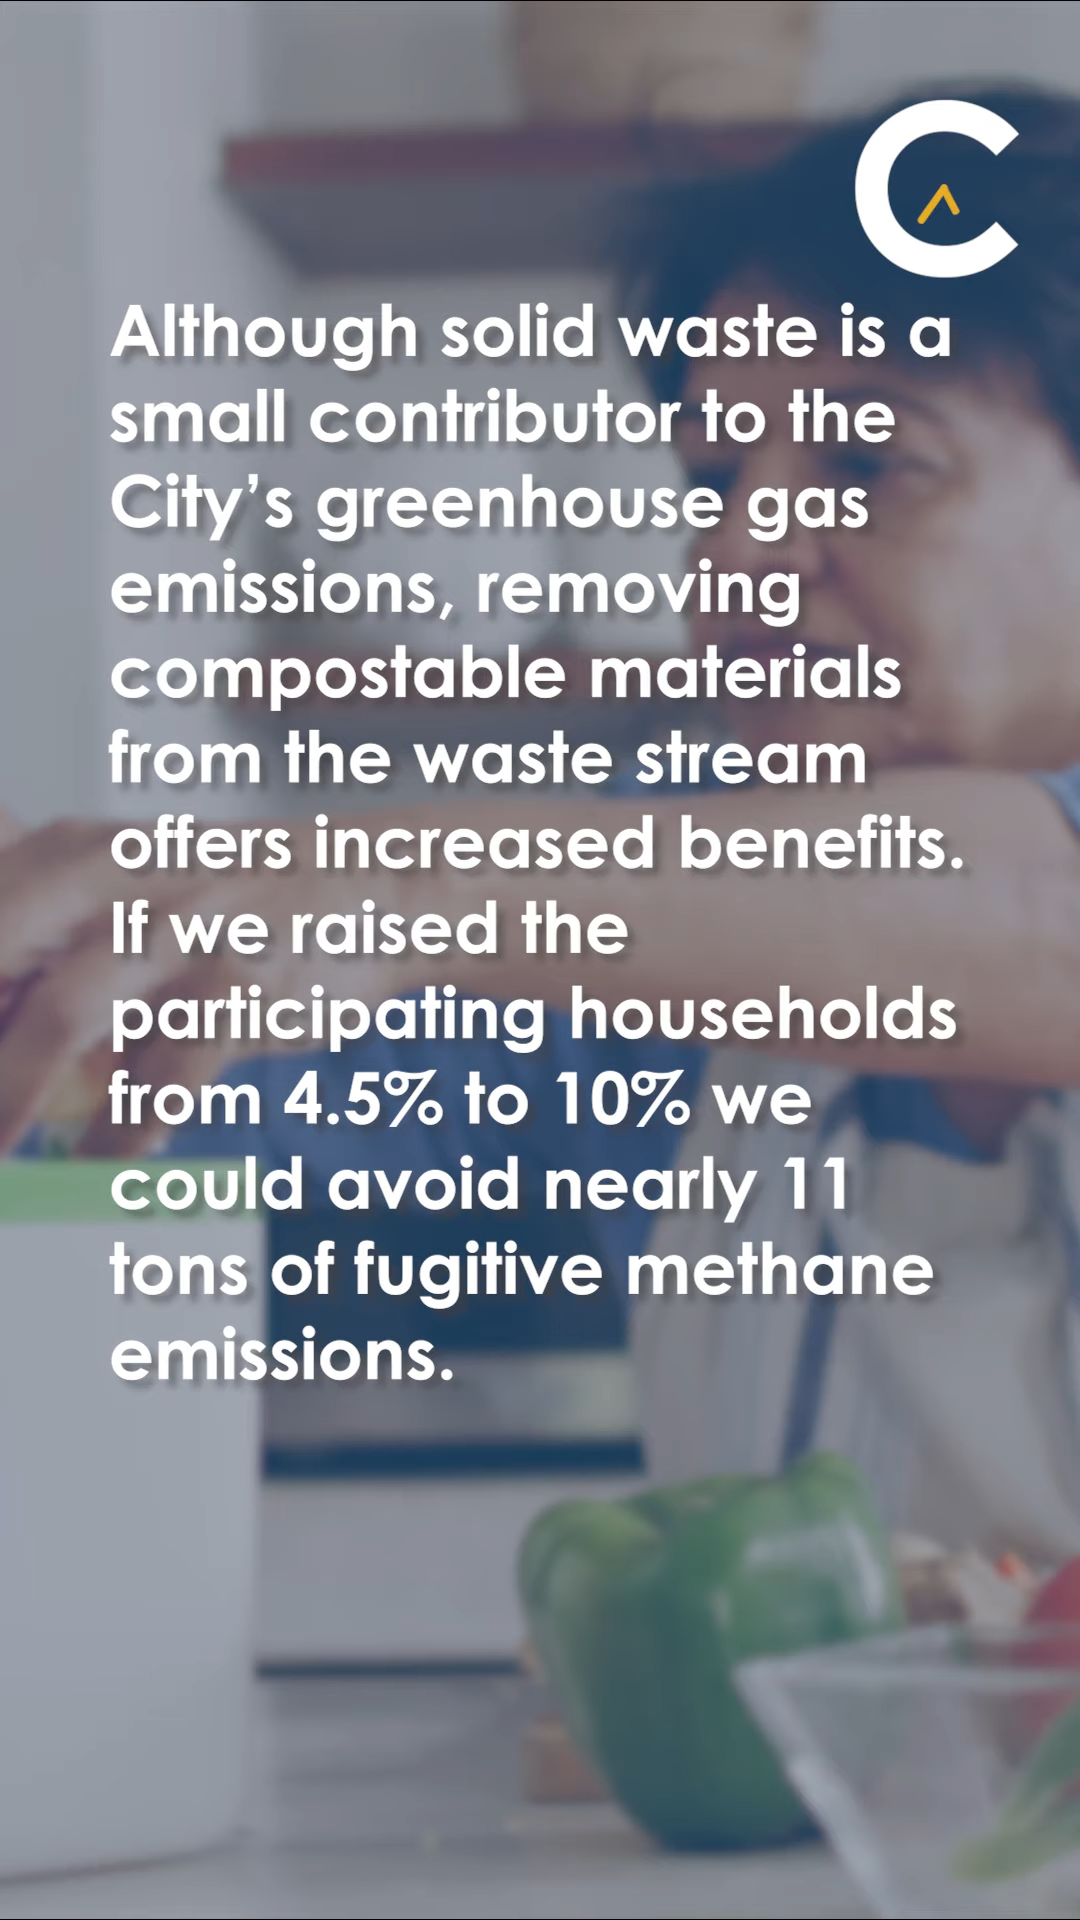 Although solid waste is a
small contributor to the
City’s greenhouse gas
emissions, removing
compostable materials
from the waste stream
offers increased benefits.
If we raised the
participating households
from 4.5% to 10% we
could avoid nearly 11
tons of fugitive methane
emissions.